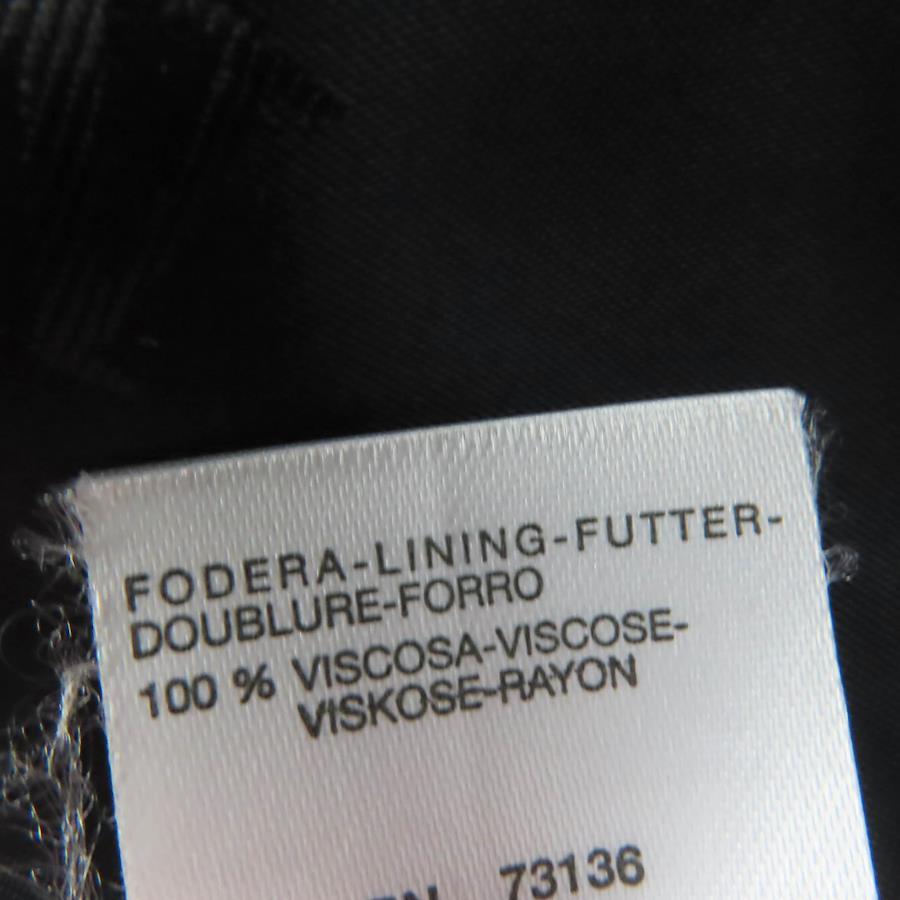 FODERA-LINING-FUTTER-
DOUBLURE-FORRO
100 % VISCOSA-VISCOSE-
VISKOSE-RAYON
73136